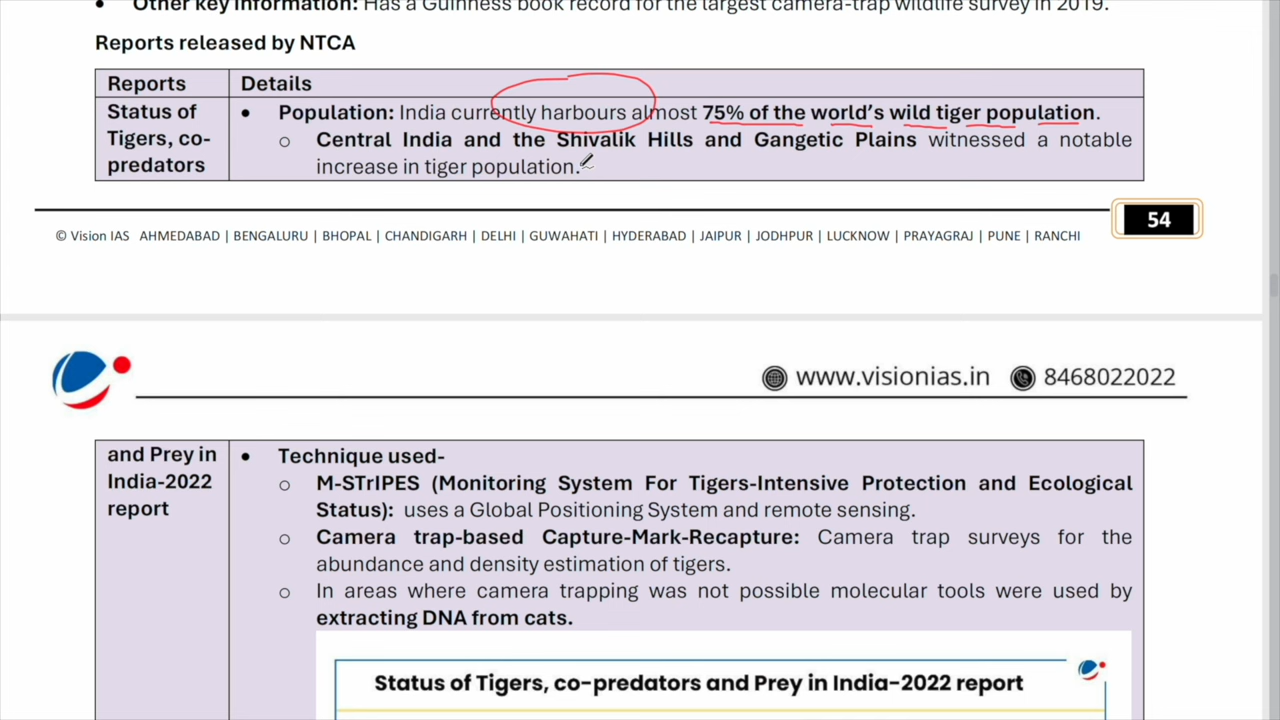 • Other key information: Has a Guinness book record for the largest camera-trap wildlife survey in 2019.
Reports released by NTCA
Reports
Details
Status of
Tigers, co-
predators
• Population: India currently harbours almost 75% of the world's wild tiger population.
o Central India and the Shivalik Hills and Gangetic Plains witnessed a notable
increase in tiger population.
54
© Vision IAS AHMEDABAD | BENGALURU | BHOPAL | CHANDIGARH | DELHI | GUWAHATI | HYDERABAD | JAIPUR | JODHPUR | LUCKNOW | PRAYAGRAJ | PUNE | RANCHI
www.visionias.in 8468022022
and Prey in
India-2022
report
• Technique used-
o M-STrIPES (Monitoring System For Tigers-Intensive Protection and Ecological
Status): uses a Global Positioning System and remote sensing.
o Camera trap-based Capture-Mark-Recapture: Camera trap surveys for the
abundance and density estimation of tigers.
o In areas where camera trapping was not possible molecular tools were used by
extracting DNA from cats.
Status of Tigers, co-predators and Prey in India-2022 report